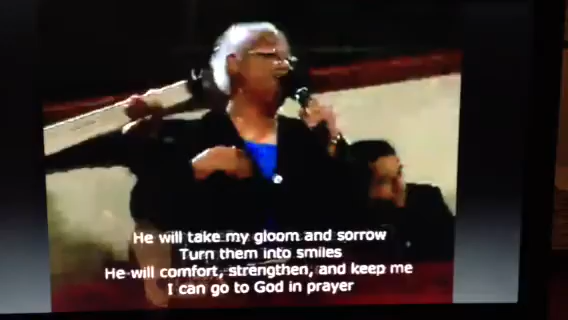 He will take my gloom and sorrow
Turn them into smiles
He will comfort, strengthen, and keep me
I can go to God in prayer